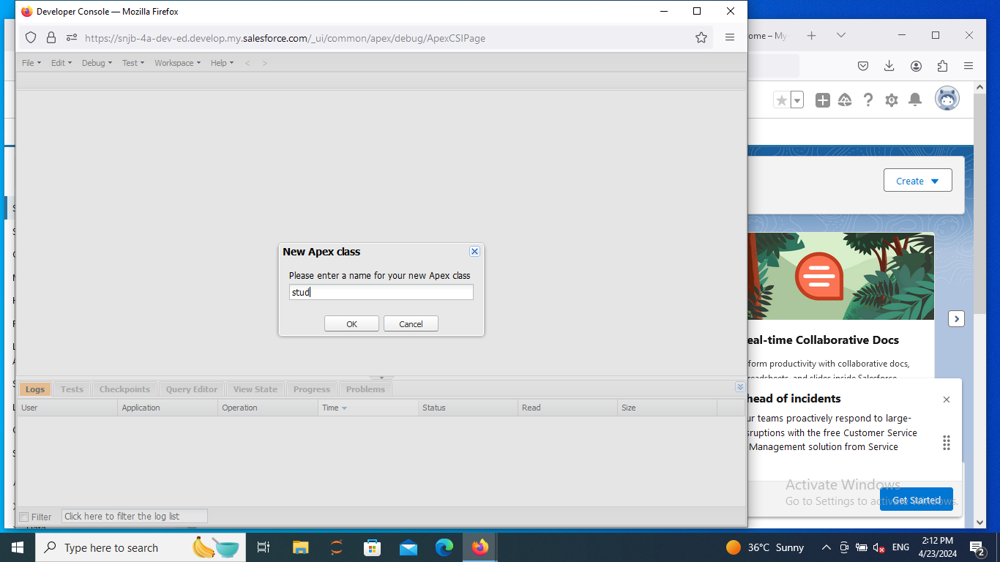 Developer Console — Mozilla Firefox
https://snjb-4a-dev-ed.develop.my.salesforce.com/_ui/common/apex/debug/ApexCSIPage
File Edit Debug Test Workspace Help < >
New Apex class
Please enter a name for your new Apex class
stud
OK Cancel
Logs Tests Checkpoints Query Editor View State Progress Problems
User Application Operation Time Status Read Size
Filter Click here to filter the log list
ome – My
Create
eal-time Collaborative Docs
form productivity with collaborative docs,
head of incidents
ur teams proactively respond to large-
sruptions with the free Customer Service
Management solution from Service
Get Started
Activate Windows
Go to Settings to activate Windows.
Type here to search
36°C Sunny
ENG
2:12 PM
4/23/2024
2